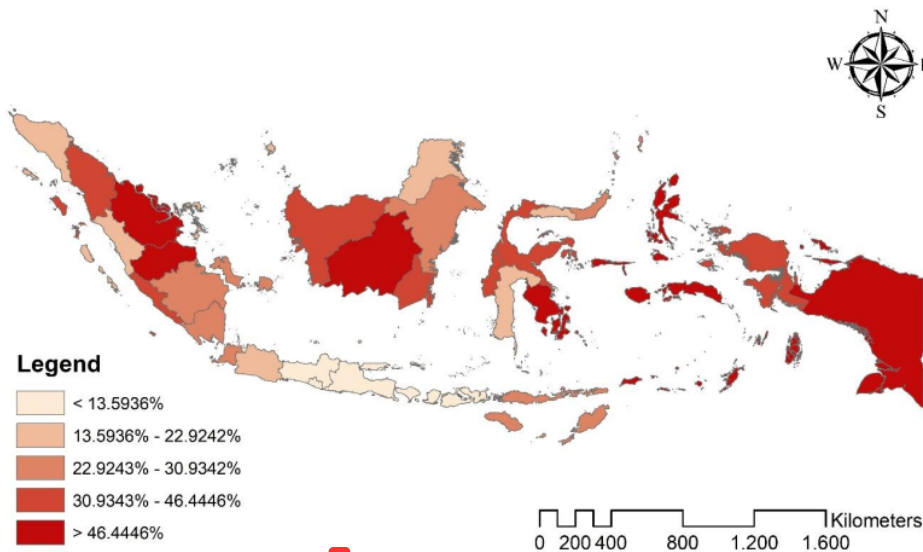 N
W
S
Legend
< 13.5936%
13.5936% - 22.9242%
22.9243% - 30.9342%
30.9343% - 46.4446%
> 46.4446%
Kilometers
0 200 400 800 1.200 1.600